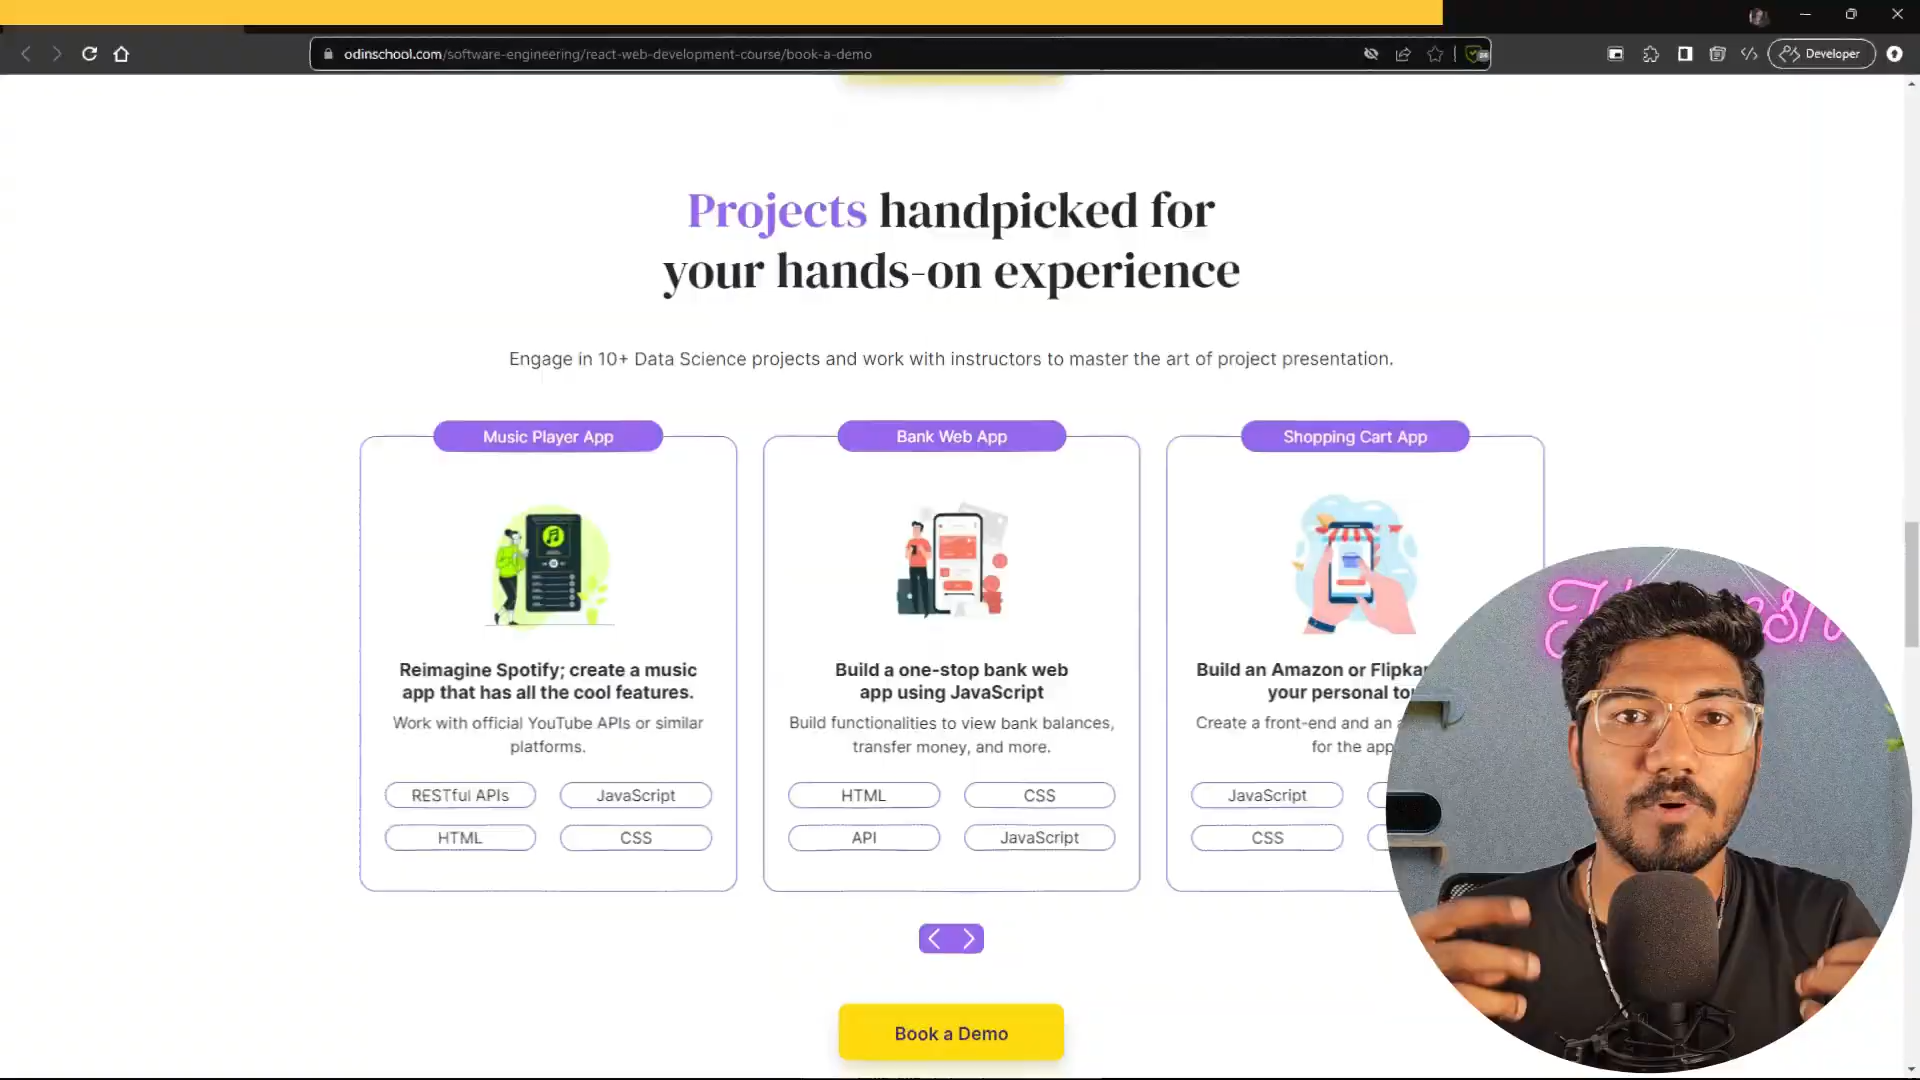 odinschool.com/software-engineering/react-web-development-course/book-a-demo
Developer
Projects handpicked for
your hands-on experience
Engage in 10+ Data Science projects and work with instructors to master the art of project presentation.
Music Player App
Reimagine Spotify; create a music
app that has all the cool features.
Work with official YouTube APIs or similar
platforms.
RESTful APIs
JavaScript
HTML
CSS
Bank Web App
Build a one-stop bank web
app using JavaScript
Build functionalities to view bank balances,
transfer money, and more.
HTML
CSS
API
JavaScript
Shopping Cart App
Build an Amazon or
your personal
Create a front-end and an
for the app
JavaScript
CSS
Book a Demo